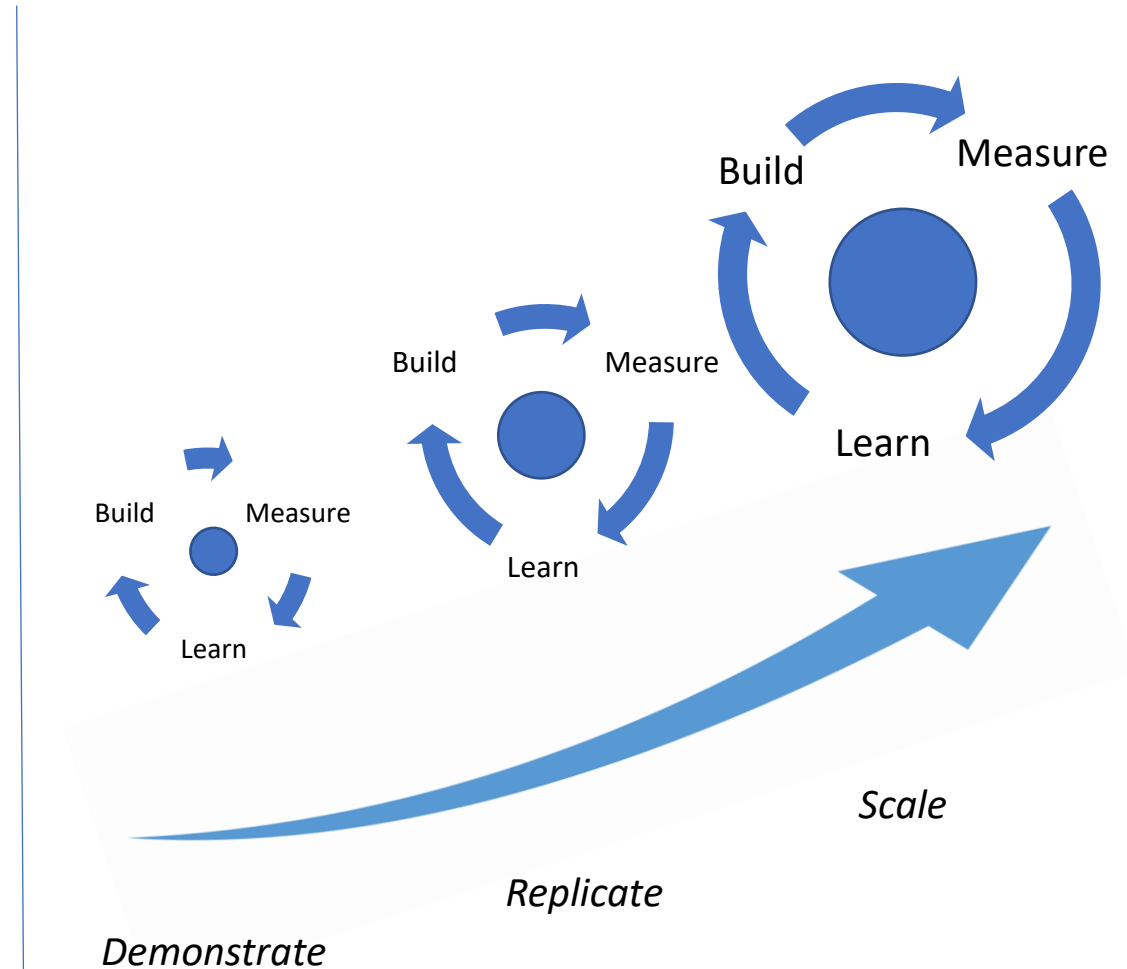 Build
Measure
Learn
Build
Measure
Learn
Build
Measure
Learn
Demonstrate
Replicate
Scale